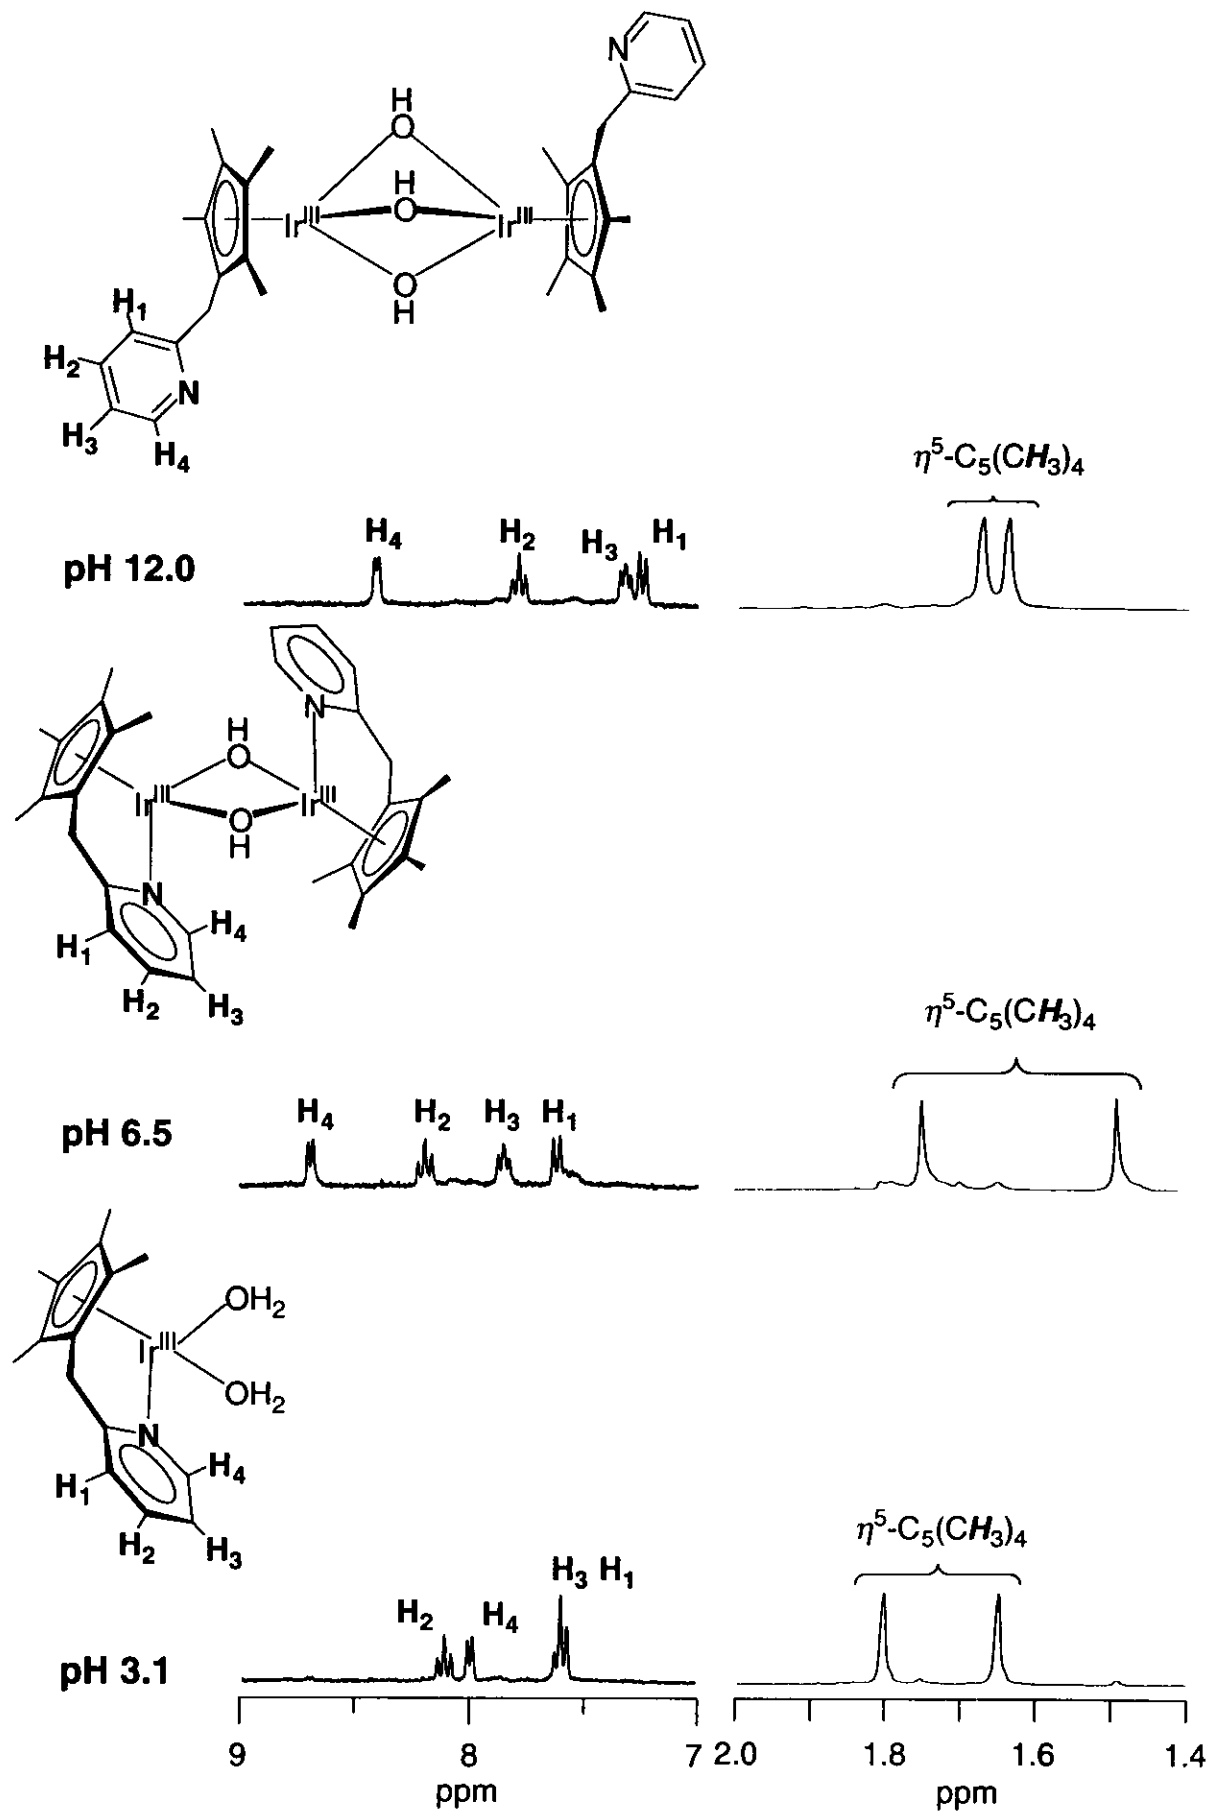 N
H
O
H
O
Ir III
Ir III
O
H
H1
H2
N
H3
H4
η⁵-C₅(CH₃)₄
H4 H2 H3 H1
pH 12.0
N
H
O
Ir III
Ir III
O
H
N
H4
H1
H2
H3
η⁵-C₅(CH₃)₄
H4 H2 H3 H1
pH 6.5
OH₂
Ir III
OH₂
N
H4
H1
H2
H3
η⁵-C₅(CH₃)₄
H3 H1
H2 H4
pH 3.1
9 8 7 2.0 1.8 1.6 1.4
ppm ppm